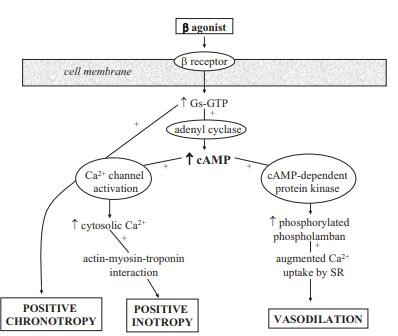 β agonist
β receptor
cell membrane
↑ Gs-GTP
+
+
adenyl cyclase
↑ cAMP
+
+
Ca²⁺ channel
activation
cAMP-dependent
protein kinase
↑ cytosolic Ca²⁺
+
actin-myosin-troponin
interaction
↑ phosphorylated
phospholamban
+
augmented Ca²⁺
uptake by SR
POSITIVE
CHRONOTROPY
POSITIVE
INOTROPY
VASODILATION